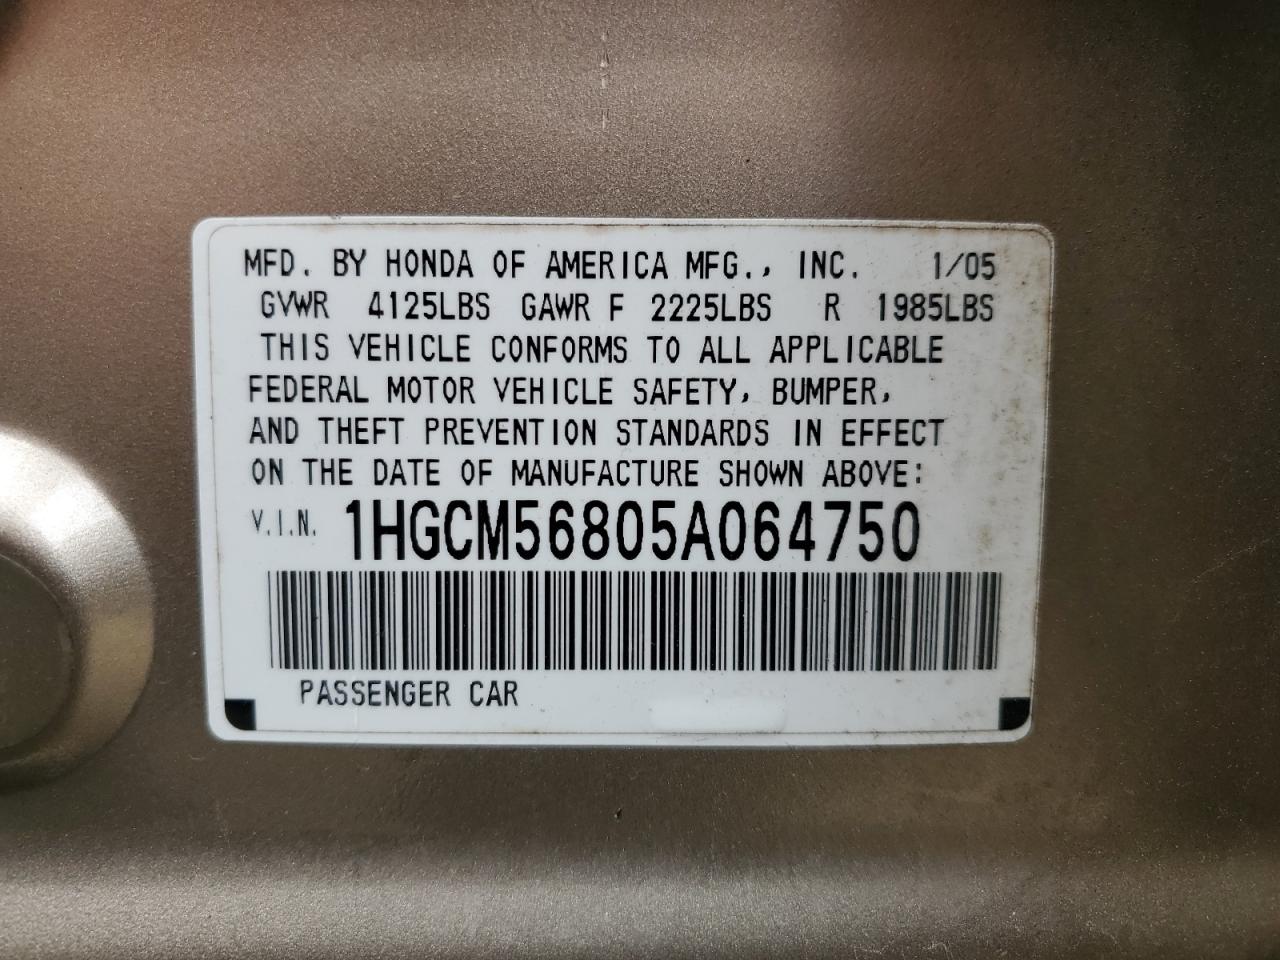 MFD. BY HONDA OF AMERICA MFG., INC. 1/05
GVWR 4125LBS GAWR F 2225LBS R 1985LBS
THIS VEHICLE CONFORMS TO ALL APPLICABLE
FEDERAL MOTOR VEHICLE SAFETY, BUMPER,
AND THEFT PREVENTION STANDARDS IN EFFECT
ON THE DATE OF MANUFACTURE SHOWN ABOVE:
V.I.N. 1HGCM56805A064750
PASSENGER CAR